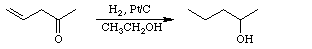 H₂, Pt/C
CH₃CH₂OH
O
OH